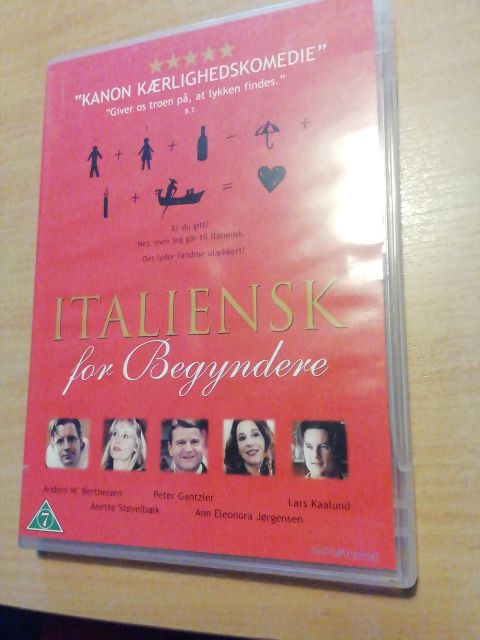 "KANON KÆRLIGHEDSKOMEDIE"
"Giver os troen på, at lykken findes."
B.T.
+ + - +
+ =
Er du gift?
Nej, men jeg går til italiensk.
Det lyder fandme ulækkert!
ITALIENSK
for Begyndere
Anders W. Berthelsen Peter Gantzler Lars Kaalund
Anette Støvelbæk Ann Eleonora Jørgensen
7